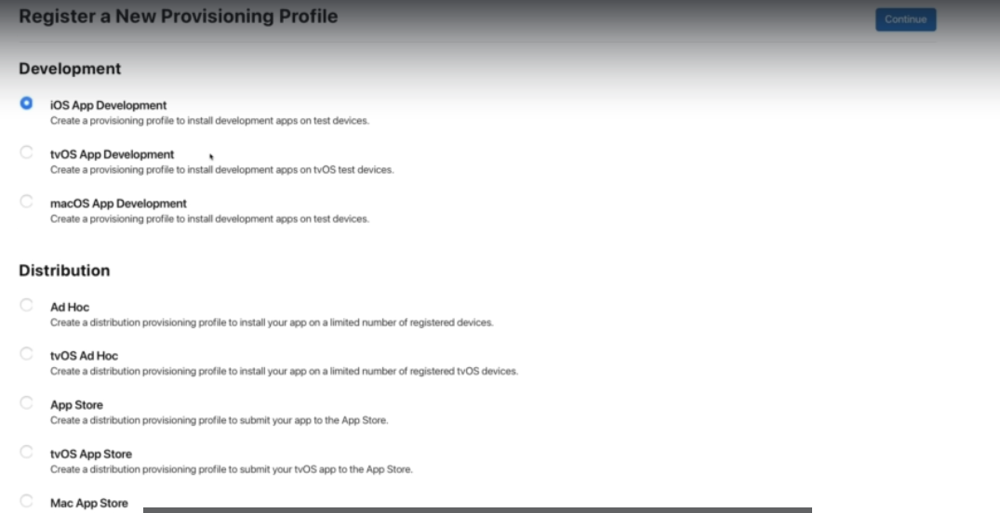 Register a New Provisioning Profile
Continue
Development
iOS App Development
Create a provisioning profile to install development apps on test devices.
tvOS App Development
Create a provisioning profile to install development apps on tvOS test devices.
macOS App Development
Create a provisioning profile to install development apps on test devices.
Distribution
Ad Hoc
Create a distribution provisioning profile to install your app on a limited number of registered devices.
tvOS Ad Hoc
Create a distribution provisioning profile to install your app on a limited number of registered tvOS devices.
App Store
Create a distribution provisioning profile to submit your app to the App Store.
tvOS App Store
Create a distribution provisioning profile to submit your tvOS app to the App Store.
Mac App Store